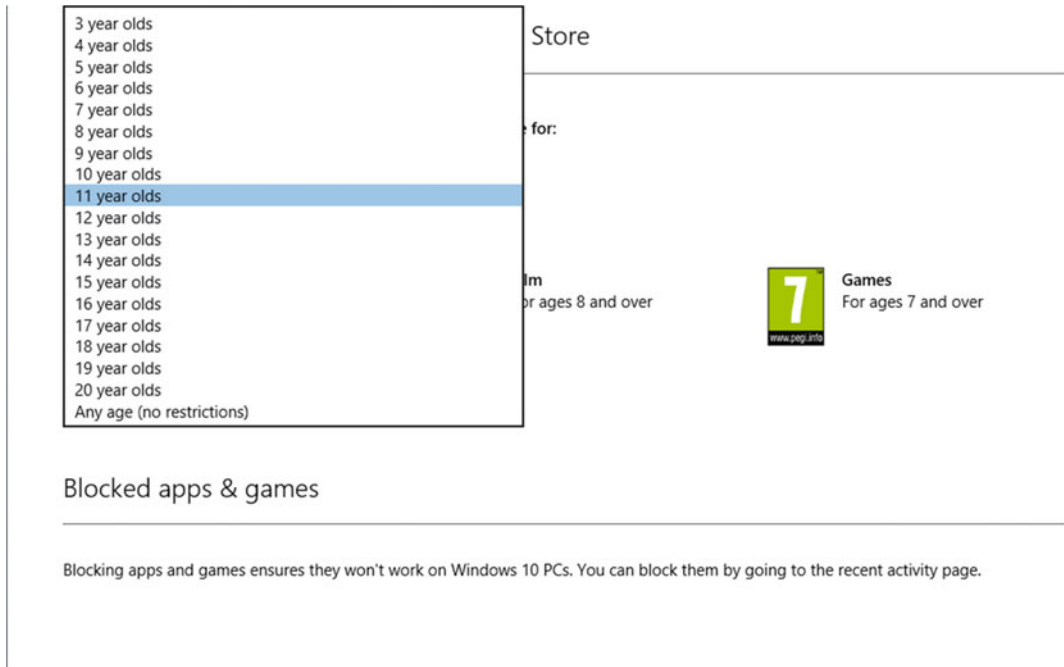 3 year olds
4 year olds
5 year olds
6 year olds
7 year olds
8 year olds
9 year olds
10 year olds
11 year olds
12 year olds
13 year olds
14 year olds
15 year olds
16 year olds
17 year olds
18 year olds
19 year olds
20 year olds
Any age (no restrictions)
Store
for:
or ages 8 and over
7
www.pegi.info
Games
For ages 7 and over
Blocked apps & games
Blocking apps and games ensures they won't work on Windows 10 PCs. You can block them by going to the recent activity page.